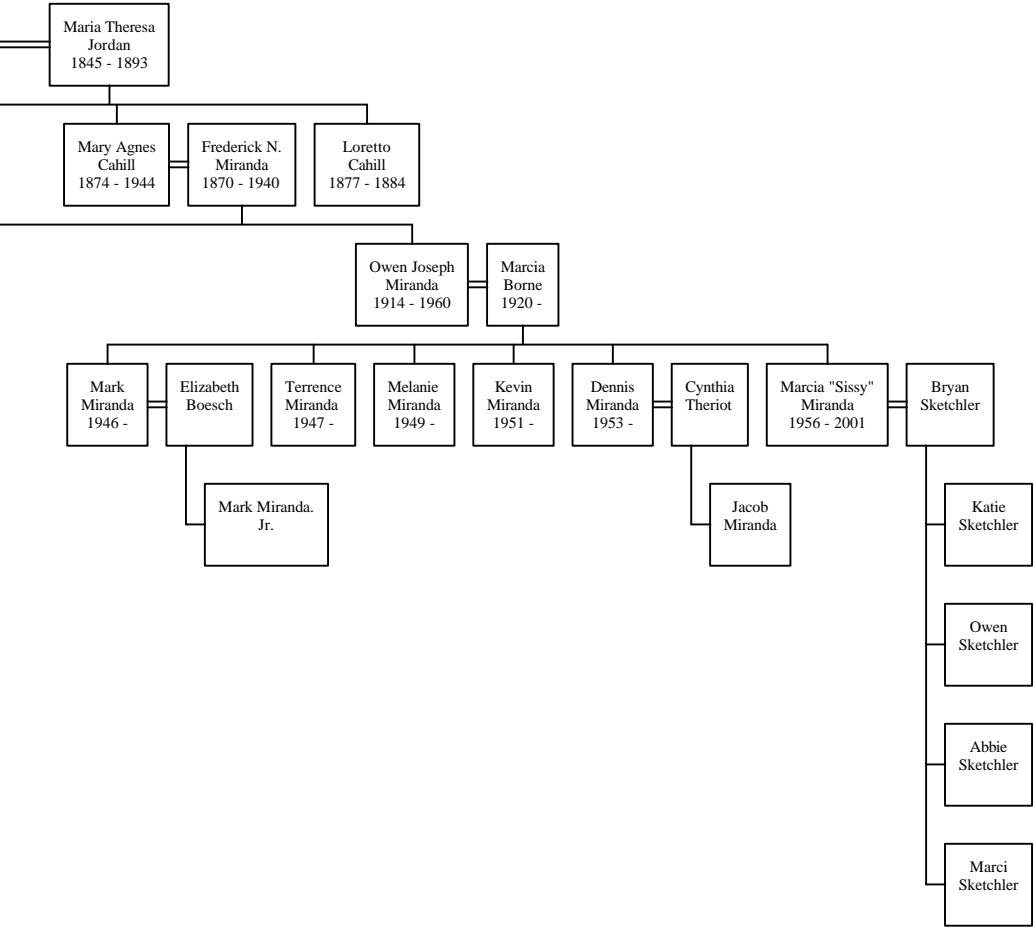 Maria Theresa
Jordan
1845 - 1893
Mary Agnes
Cahill
1874 - 1944
Frederick N.
Miranda
1870 - 1940
Loretto
Cahill
1877 - 1884
Owen Joseph
Miranda
1914 - 1960
Marcia
Borne
1920 -
Mark
Miranda
1946 -
Elizabeth
Boesch
Terrence
Miranda
1947 -
Melanie
Miranda
1949 -
Kevin
Miranda
1951 -
Dennis
Miranda
1953 -
Cynthia
Theriot
Marcia "Sissy"
Miranda
1956 - 2001
Bryan
Sketchler
Mark Miranda.
Jr.
Jacob
Miranda
Katie
Sketchler
Owen
Sketchler
Abbie
Sketchler
Marci
Sketchler